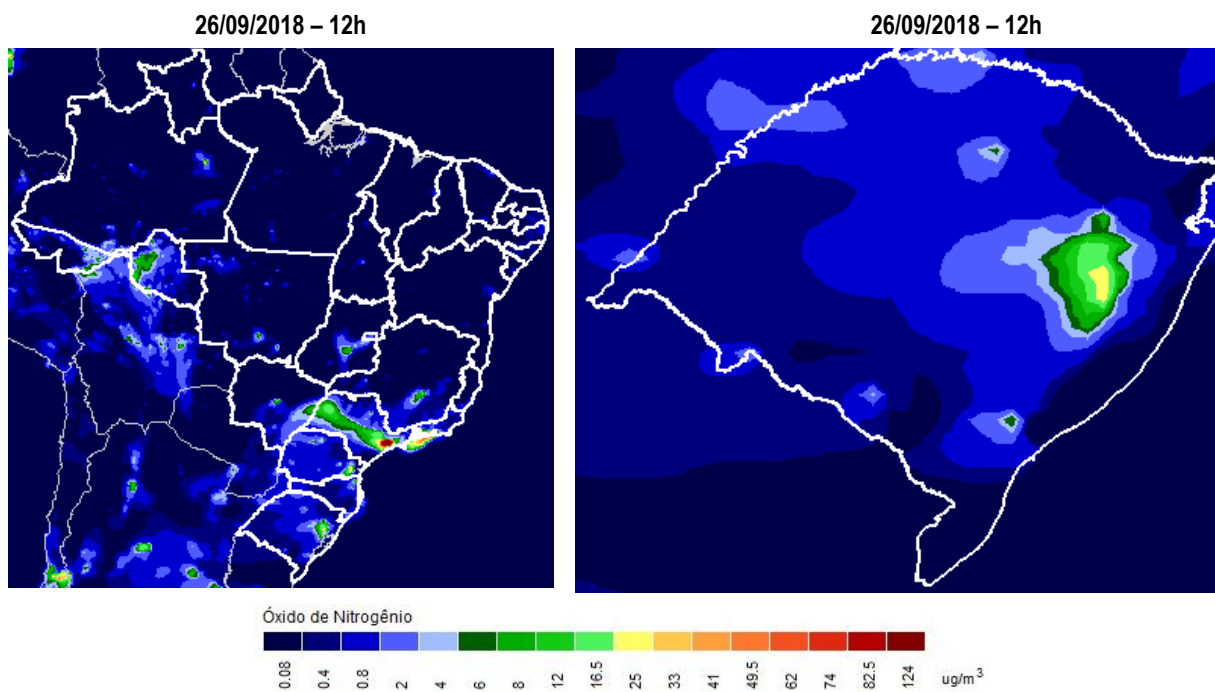 26/09/2018 – 12h
26/09/2018 – 12h
Óxido de Nitrogênio
0.08 0.4 0.8 2 4 6 8 12 16.5 25 33 41 49.5 62 74 82.5 124 ug/m³